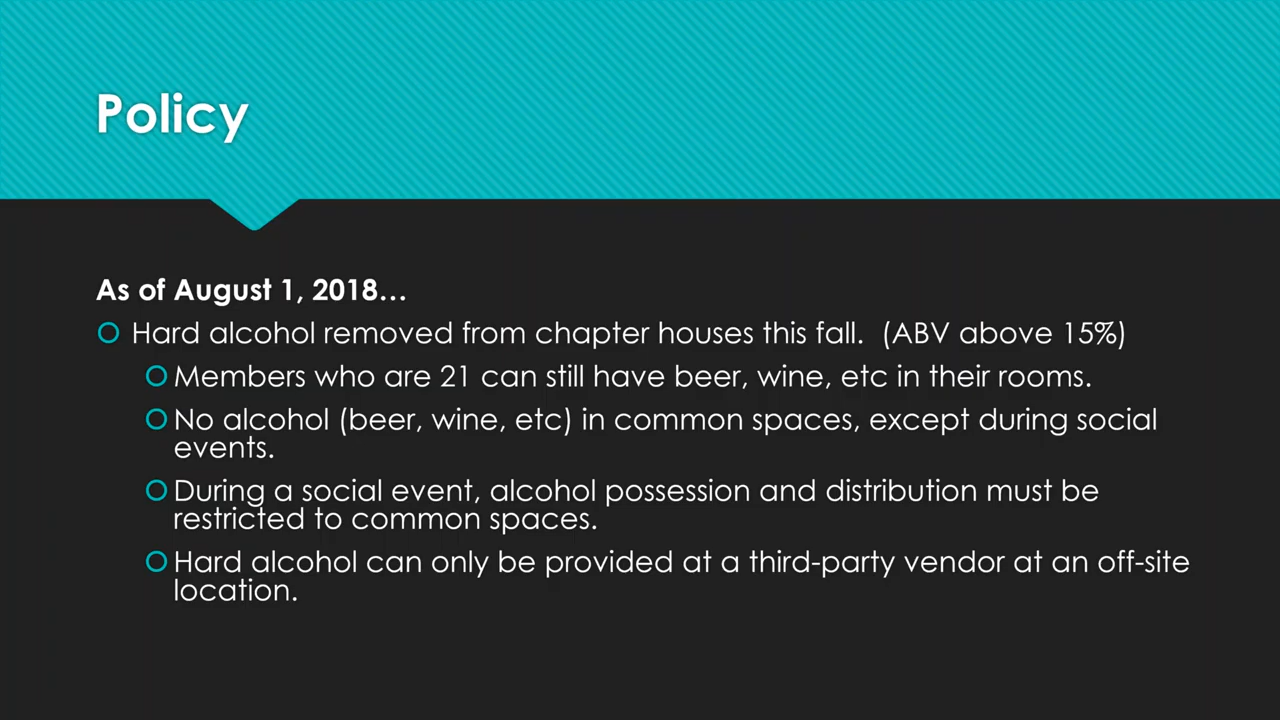 Policy
As of August 1, 2018…
Hard alcohol removed from chapter houses this fall.  (ABV above 15%)
Members who are 21 can still have beer, wine, etc in their rooms.
No alcohol (beer, wine, etc) in common spaces, except during social
events.
During a social event, alcohol possession and distribution must be
restricted to common spaces.
Hard alcohol can only be provided at a third-party vendor at an off-site
location.